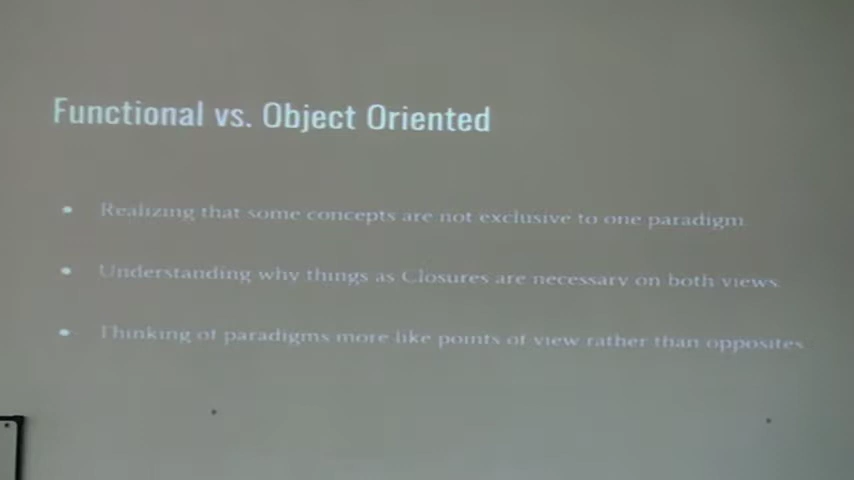 Functional vs. Object Oriented
Realizing that some concepts are not exclusive to one paradigm.
Understanding why things as Closures are necessary on both views.
Thinking of paradigms more like points of view rather than opposites.